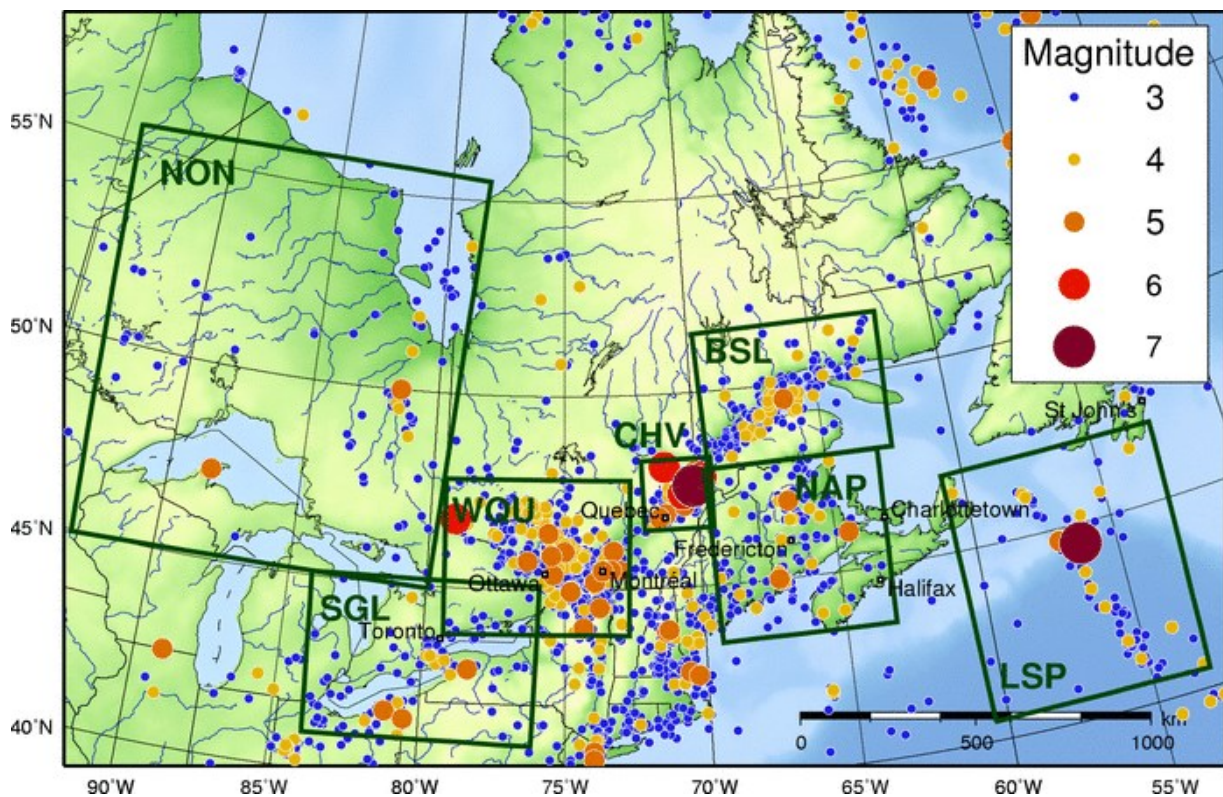 Magnitude
3
4
5
6
7
55°N
50°N
45°N
40°N
NON
BSL
CHV
WQU
NAP
SGL
LSP
St John's
Quebec
Charlottetown
Fredericton
Ottawa
Montreal
Halifax
Toronto
km
0 500 1000
90°W 85°W 80°W 75°W 70°W 65°W 60°W 55°W